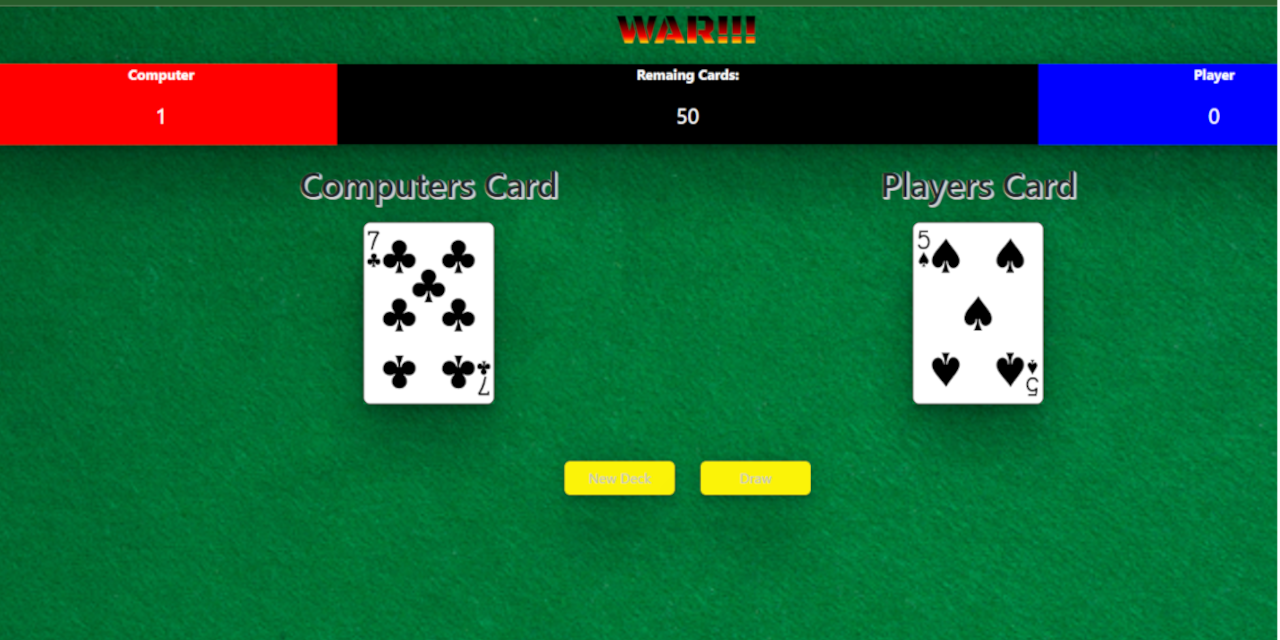 WAR!!!
Computer
Remaing Cards:
Player
1
50
0
Computers Card
Players Card
7
5
7
5
New Deck
Draw